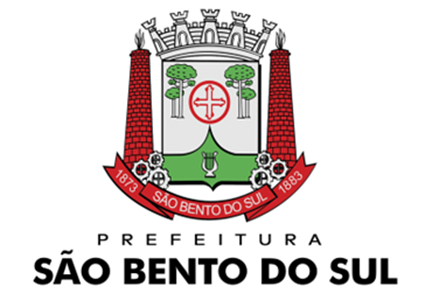 1873 SÃO BENTO DO SUL 1883
PREFEITURA
SÃO BENTO DO SUL